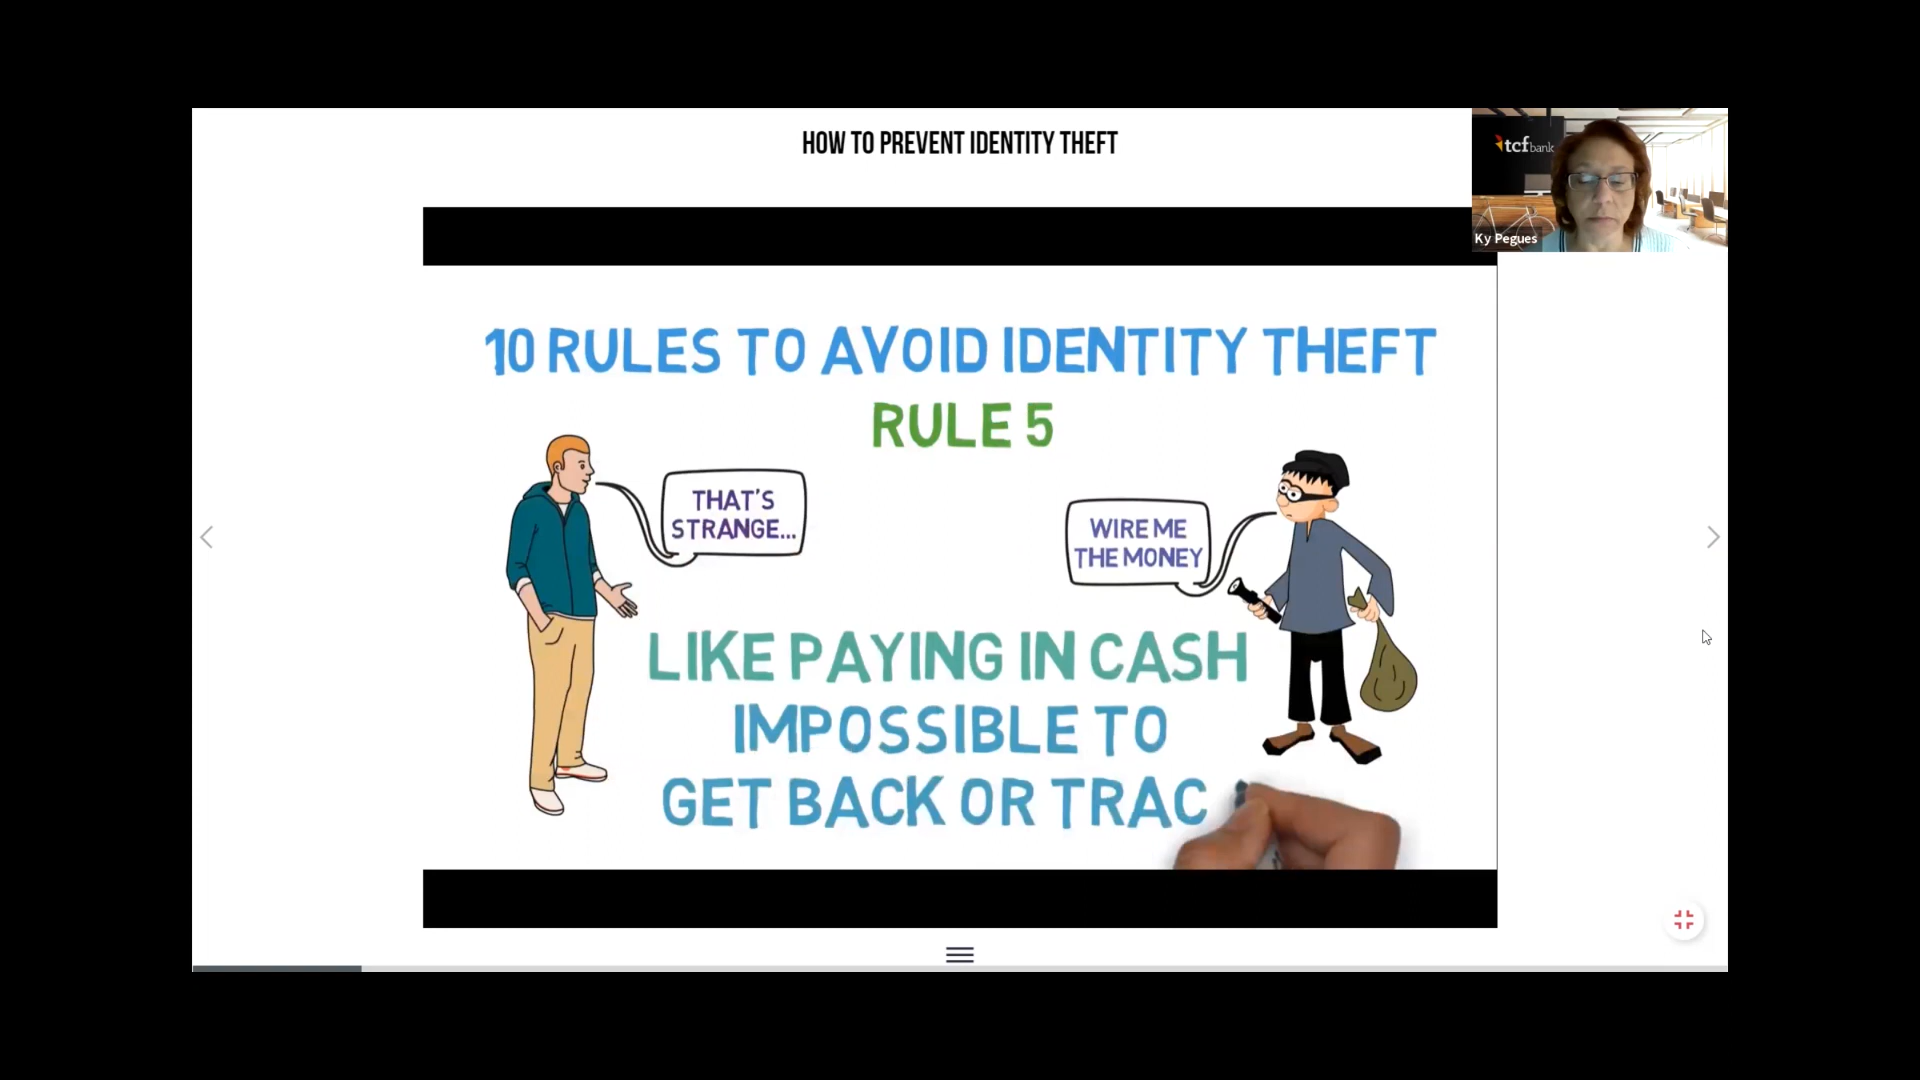 HOW TO PREVENT IDENTITY THEFT
tcf bank
Ky Pegues
10 RULES TO AVOID IDENTITY THEFT
RULE 5
THAT'S
STRANGE...
WIRE ME
THE MONEY
LIKE PAYING IN CASH
IMPOSSIBLE TO
GET BACK OR TRAC